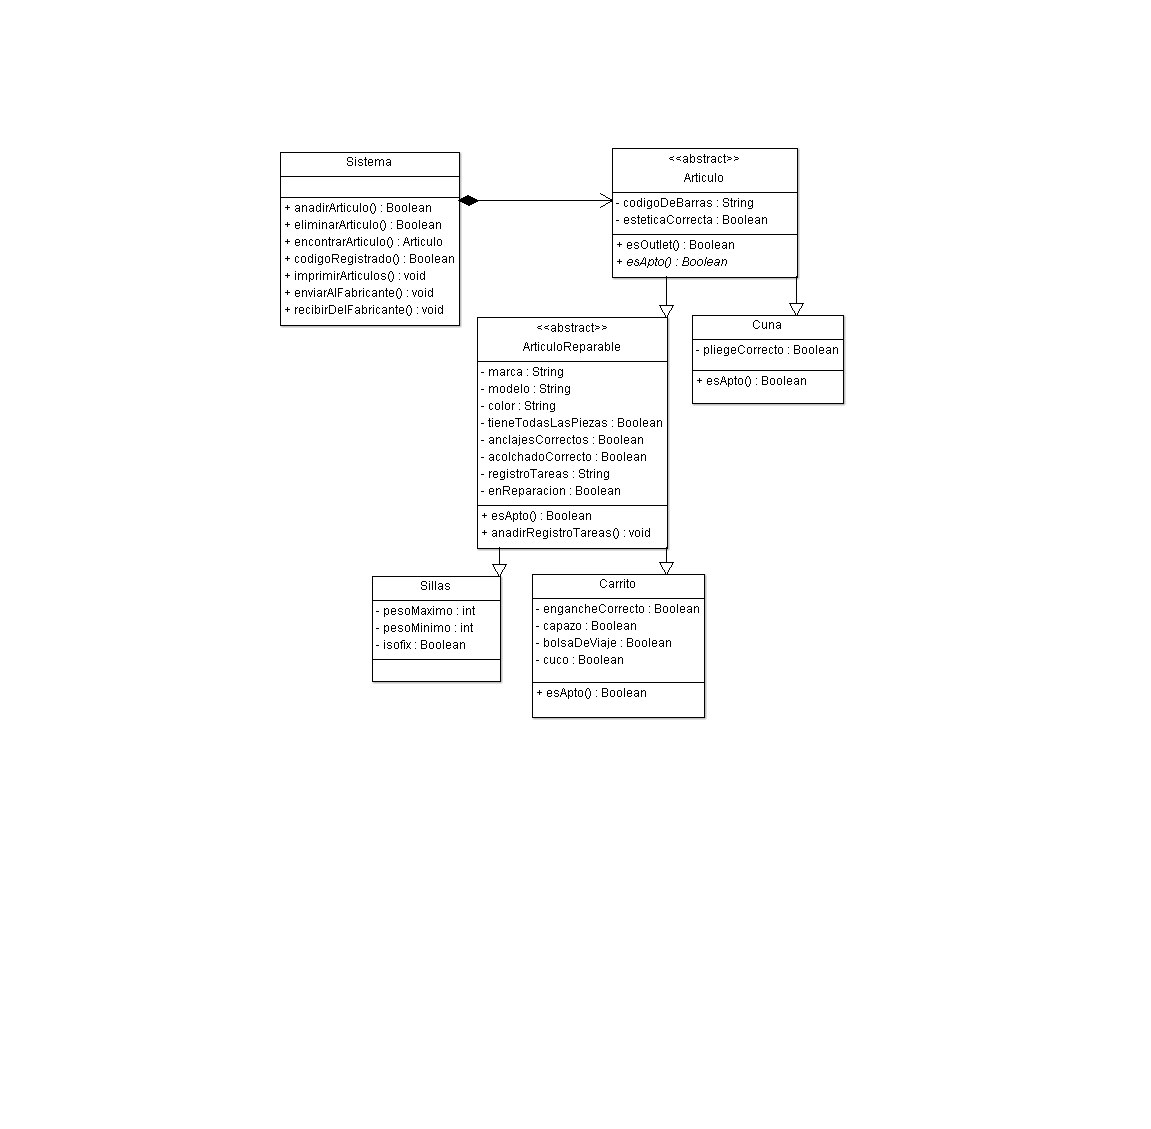 Sistema
+ anadirArticulo() : Boolean
+ eliminarArticulo() : Boolean
+ encontrarArticulo() : Articulo
+ codigoRegistrado() : Boolean
+ imprimirArticulos() : void
+ enviarAlFabricante() : void
+ recibirDelFabricante() : void
<<abstract>>
Articulo
- codigoDeBarras : String
- esteticaCorrecta : Boolean
+ esOutlet() : Boolean
+ esApto() : Boolean
<<abstract>>
ArticuloReparable
- marca : String
- modelo : String
- color : String
- tieneTodasLasPiezas : Boolean
- anclajesCorrectos : Boolean
- acolchadoCorrecto : Boolean
- registroTareas : String
- enReparacion : Boolean
+ esApto() : Boolean
+ anadirRegistroTareas() : void
Cuna
- pliegeCorrecto : Boolean
+ esApto() : Boolean
Sillas
- pesoMaximo : int
- pesoMinimo : int
- isofix : Boolean
Carrito
- engancheCorrecto : Boolean
- capazo : Boolean
- bolsaDeViaje : Boolean
- cuco : Boolean
+ esApto() : Boolean